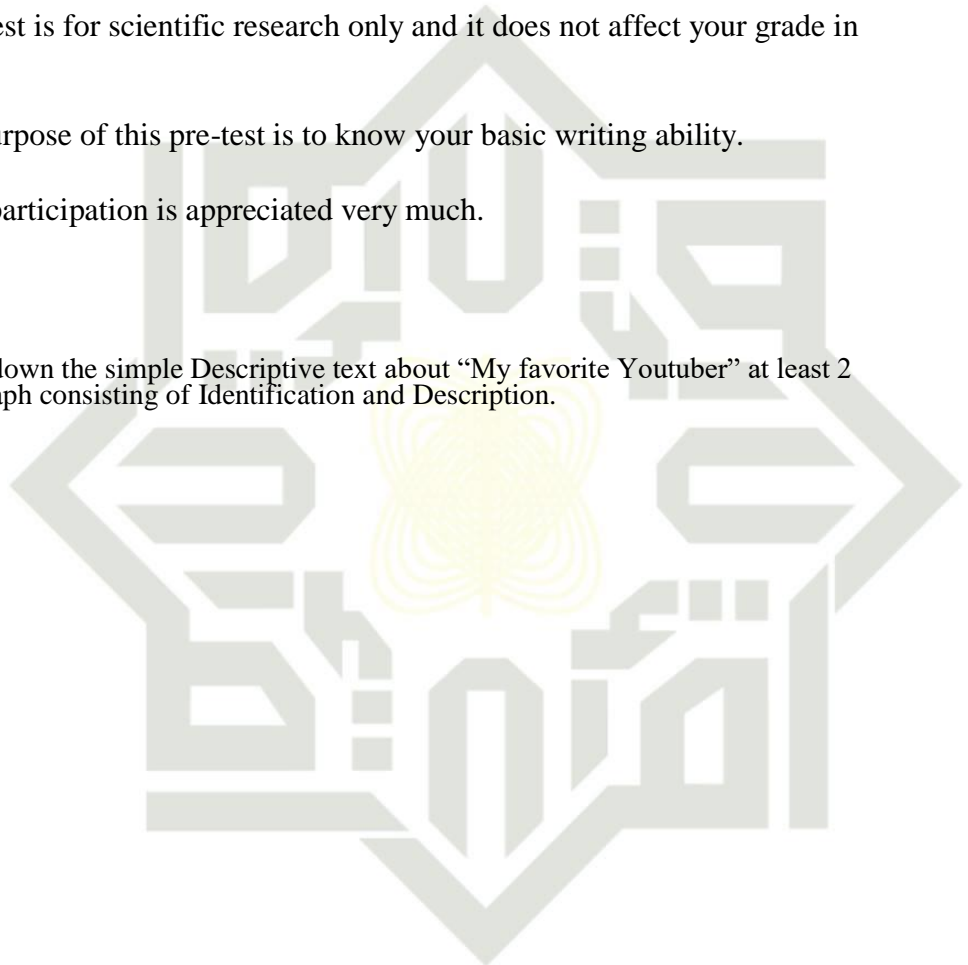 est is for scientific research only and it does not affect your grade in
urpose of this pre-test is to know your basic writing ability.
participation is appreciated very much.
down the simple Descriptive text about “My favorite Youtuber” at least 2
aph consisting of Identification and Description.